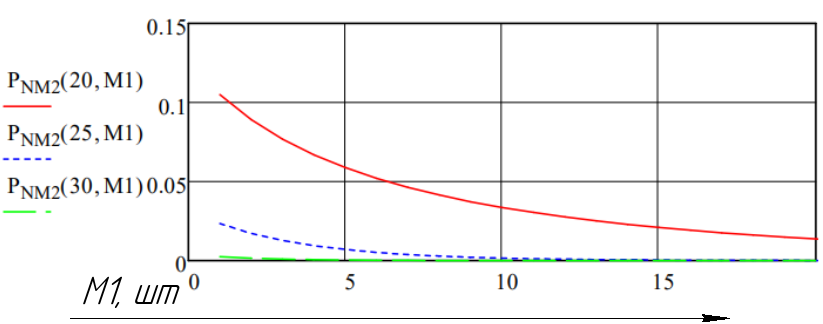 0.15
P_NM2(20, M1)
0.1
P_NM2(25, M1)
P_NM2(30, M1) 0.05
0
0 5 10 15
M1, шт